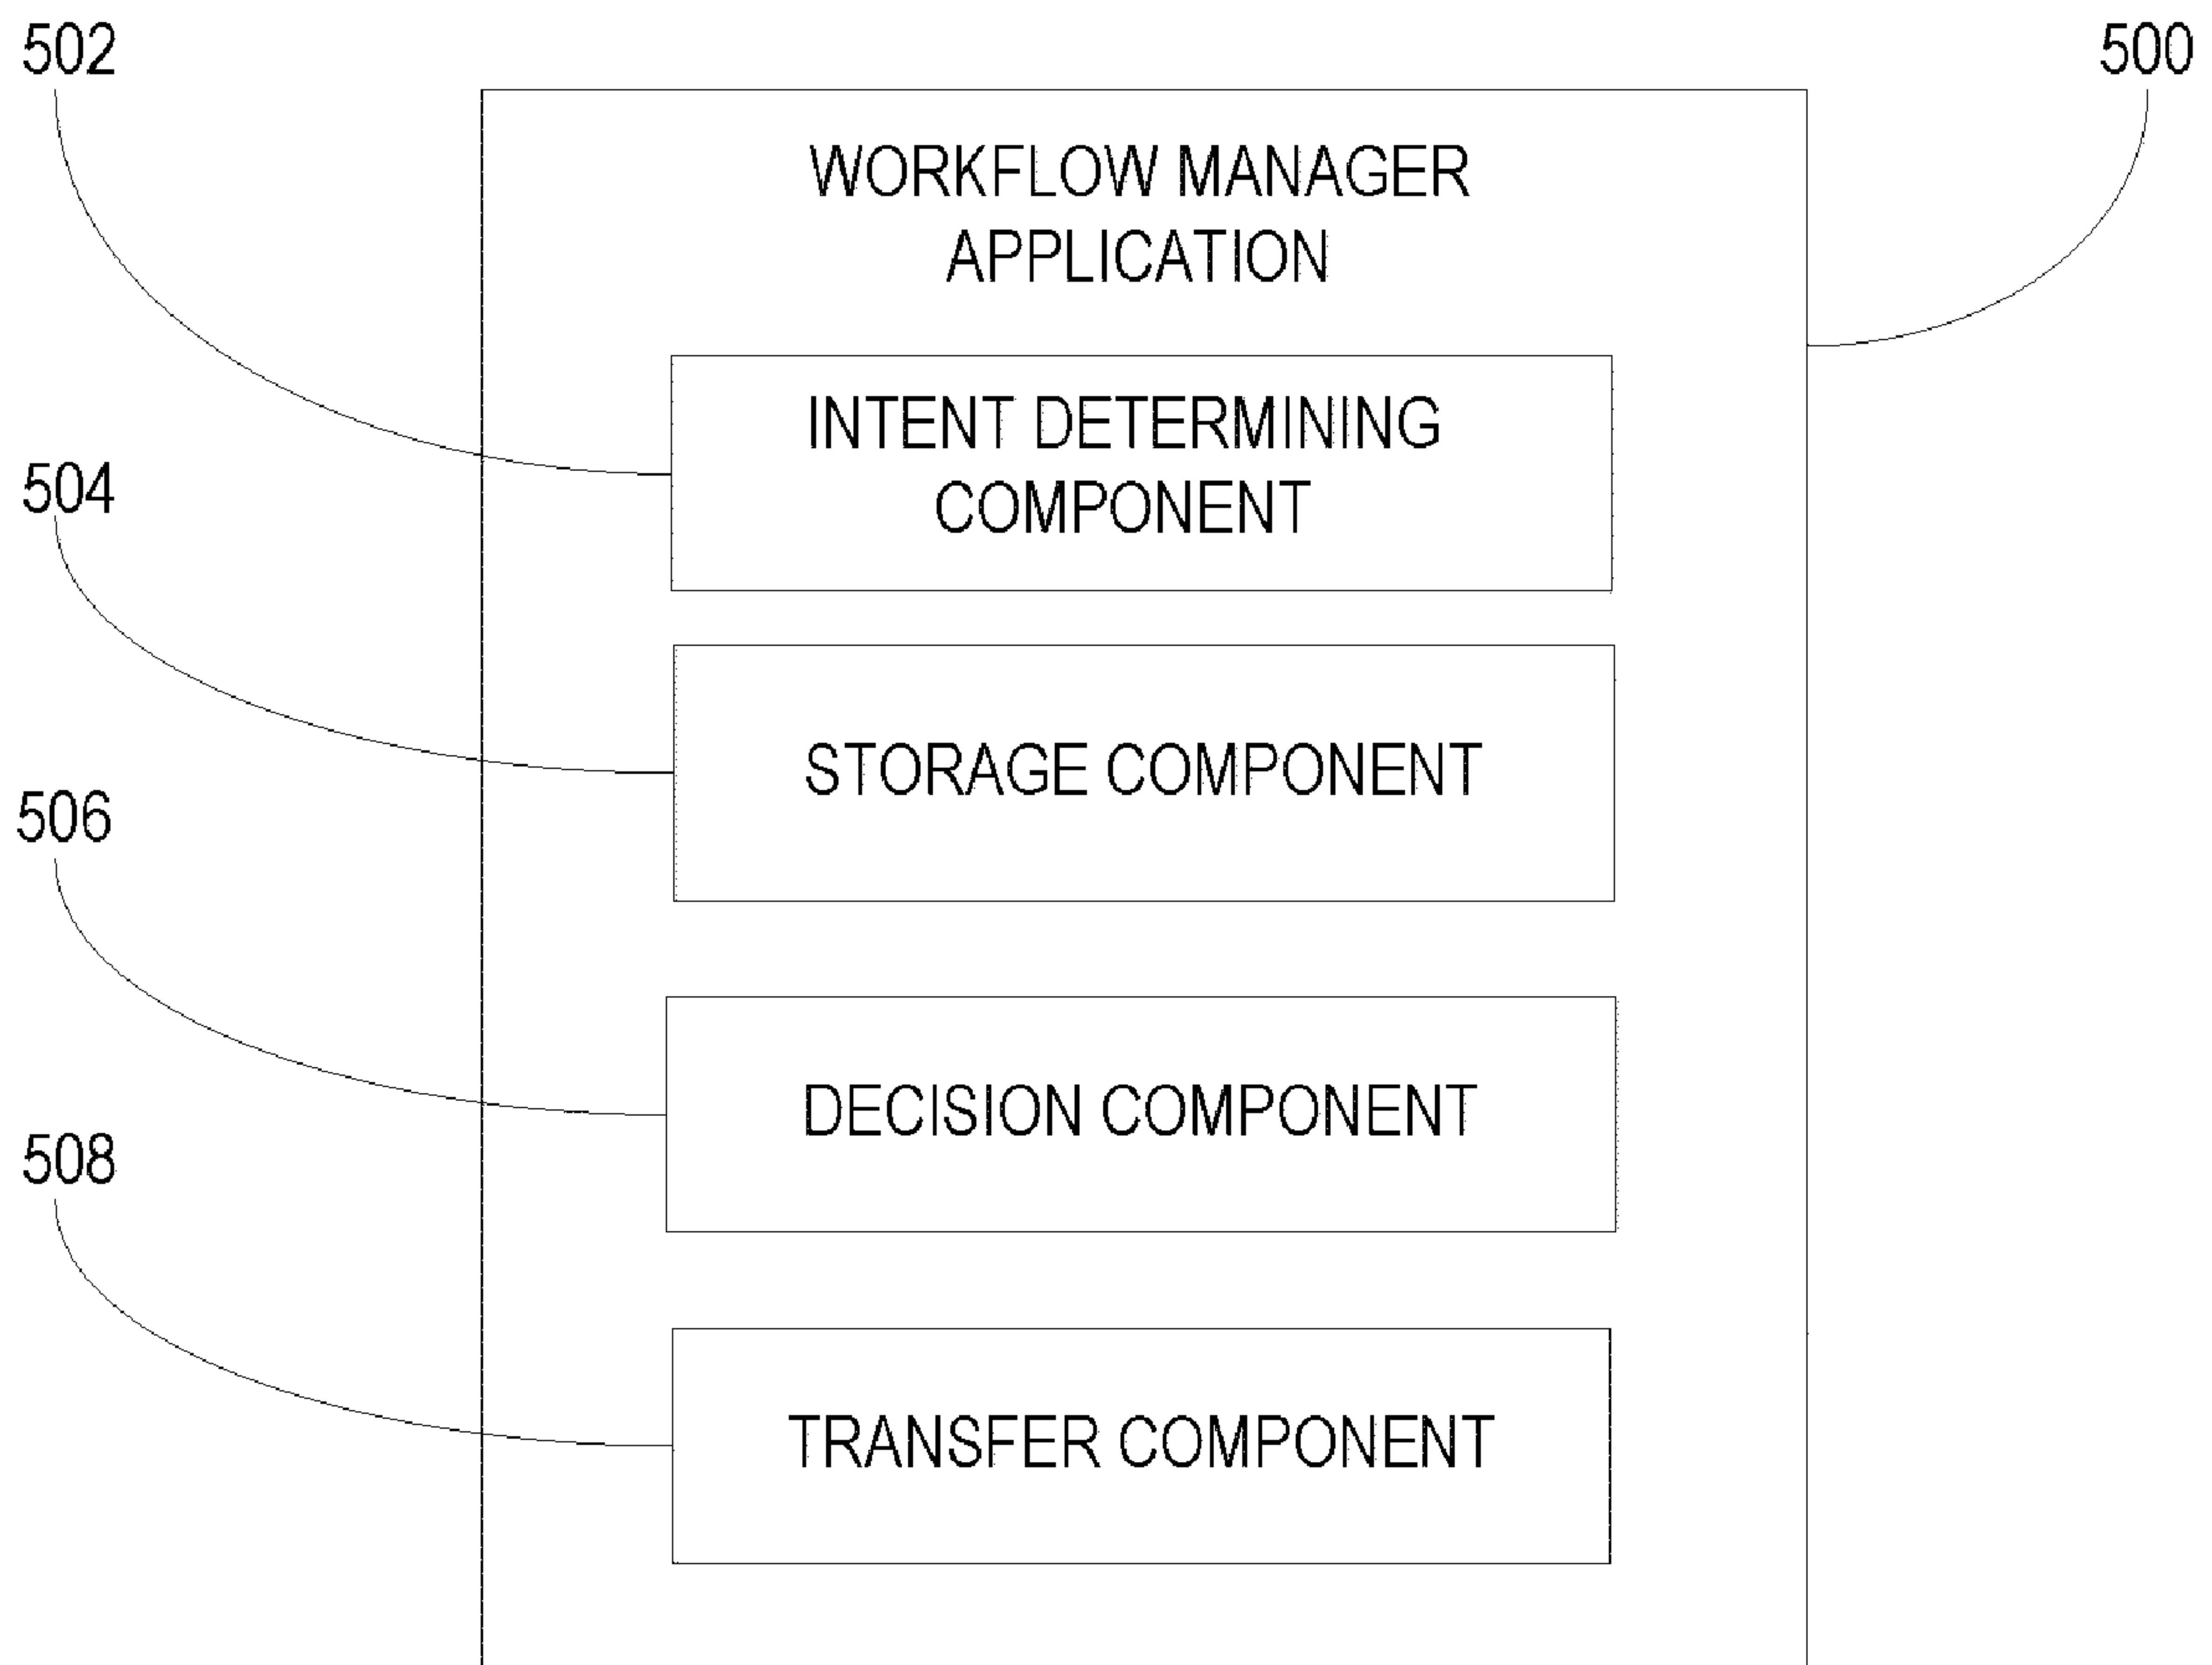 502
500
WORKFLOW MANAGER
APPLICATION
INTENT DETERMINING
COMPONENT
504
STORAGE COMPONENT
506
DECISION COMPONENT
508
TRANSFER COMPONENT